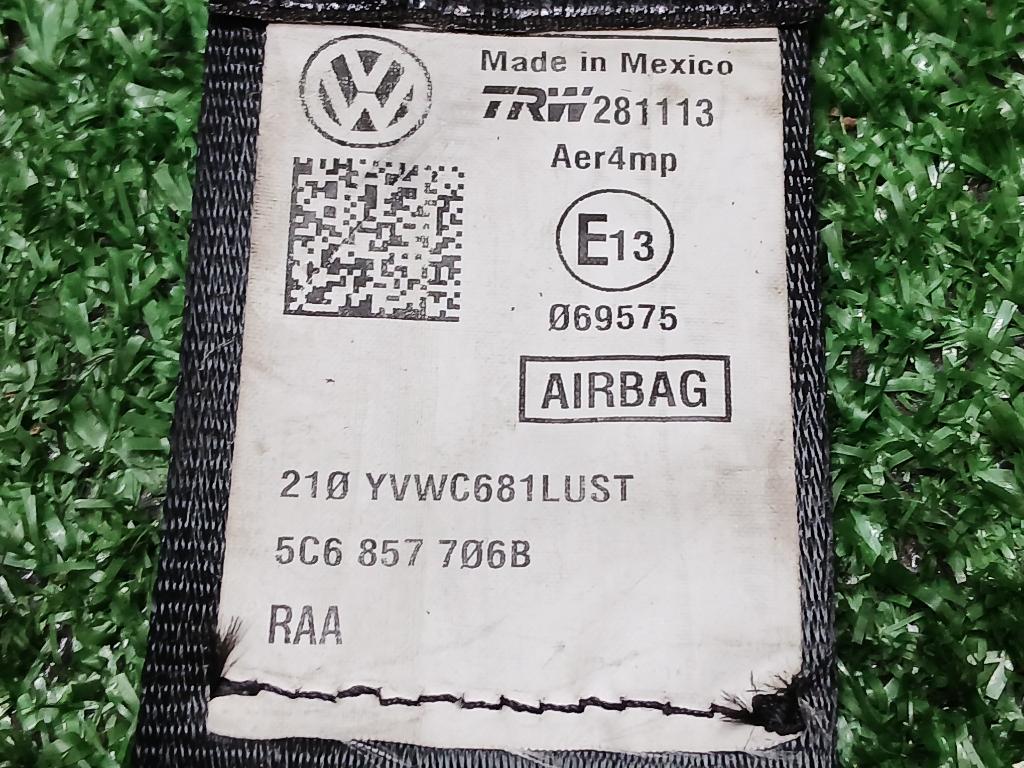 Made in Mexico
TRW 281113
Aer4mp
E13
Ø69575
AIRBAG
21Ø YVWC681LUST
5C6 857 7Ø6B
RAA